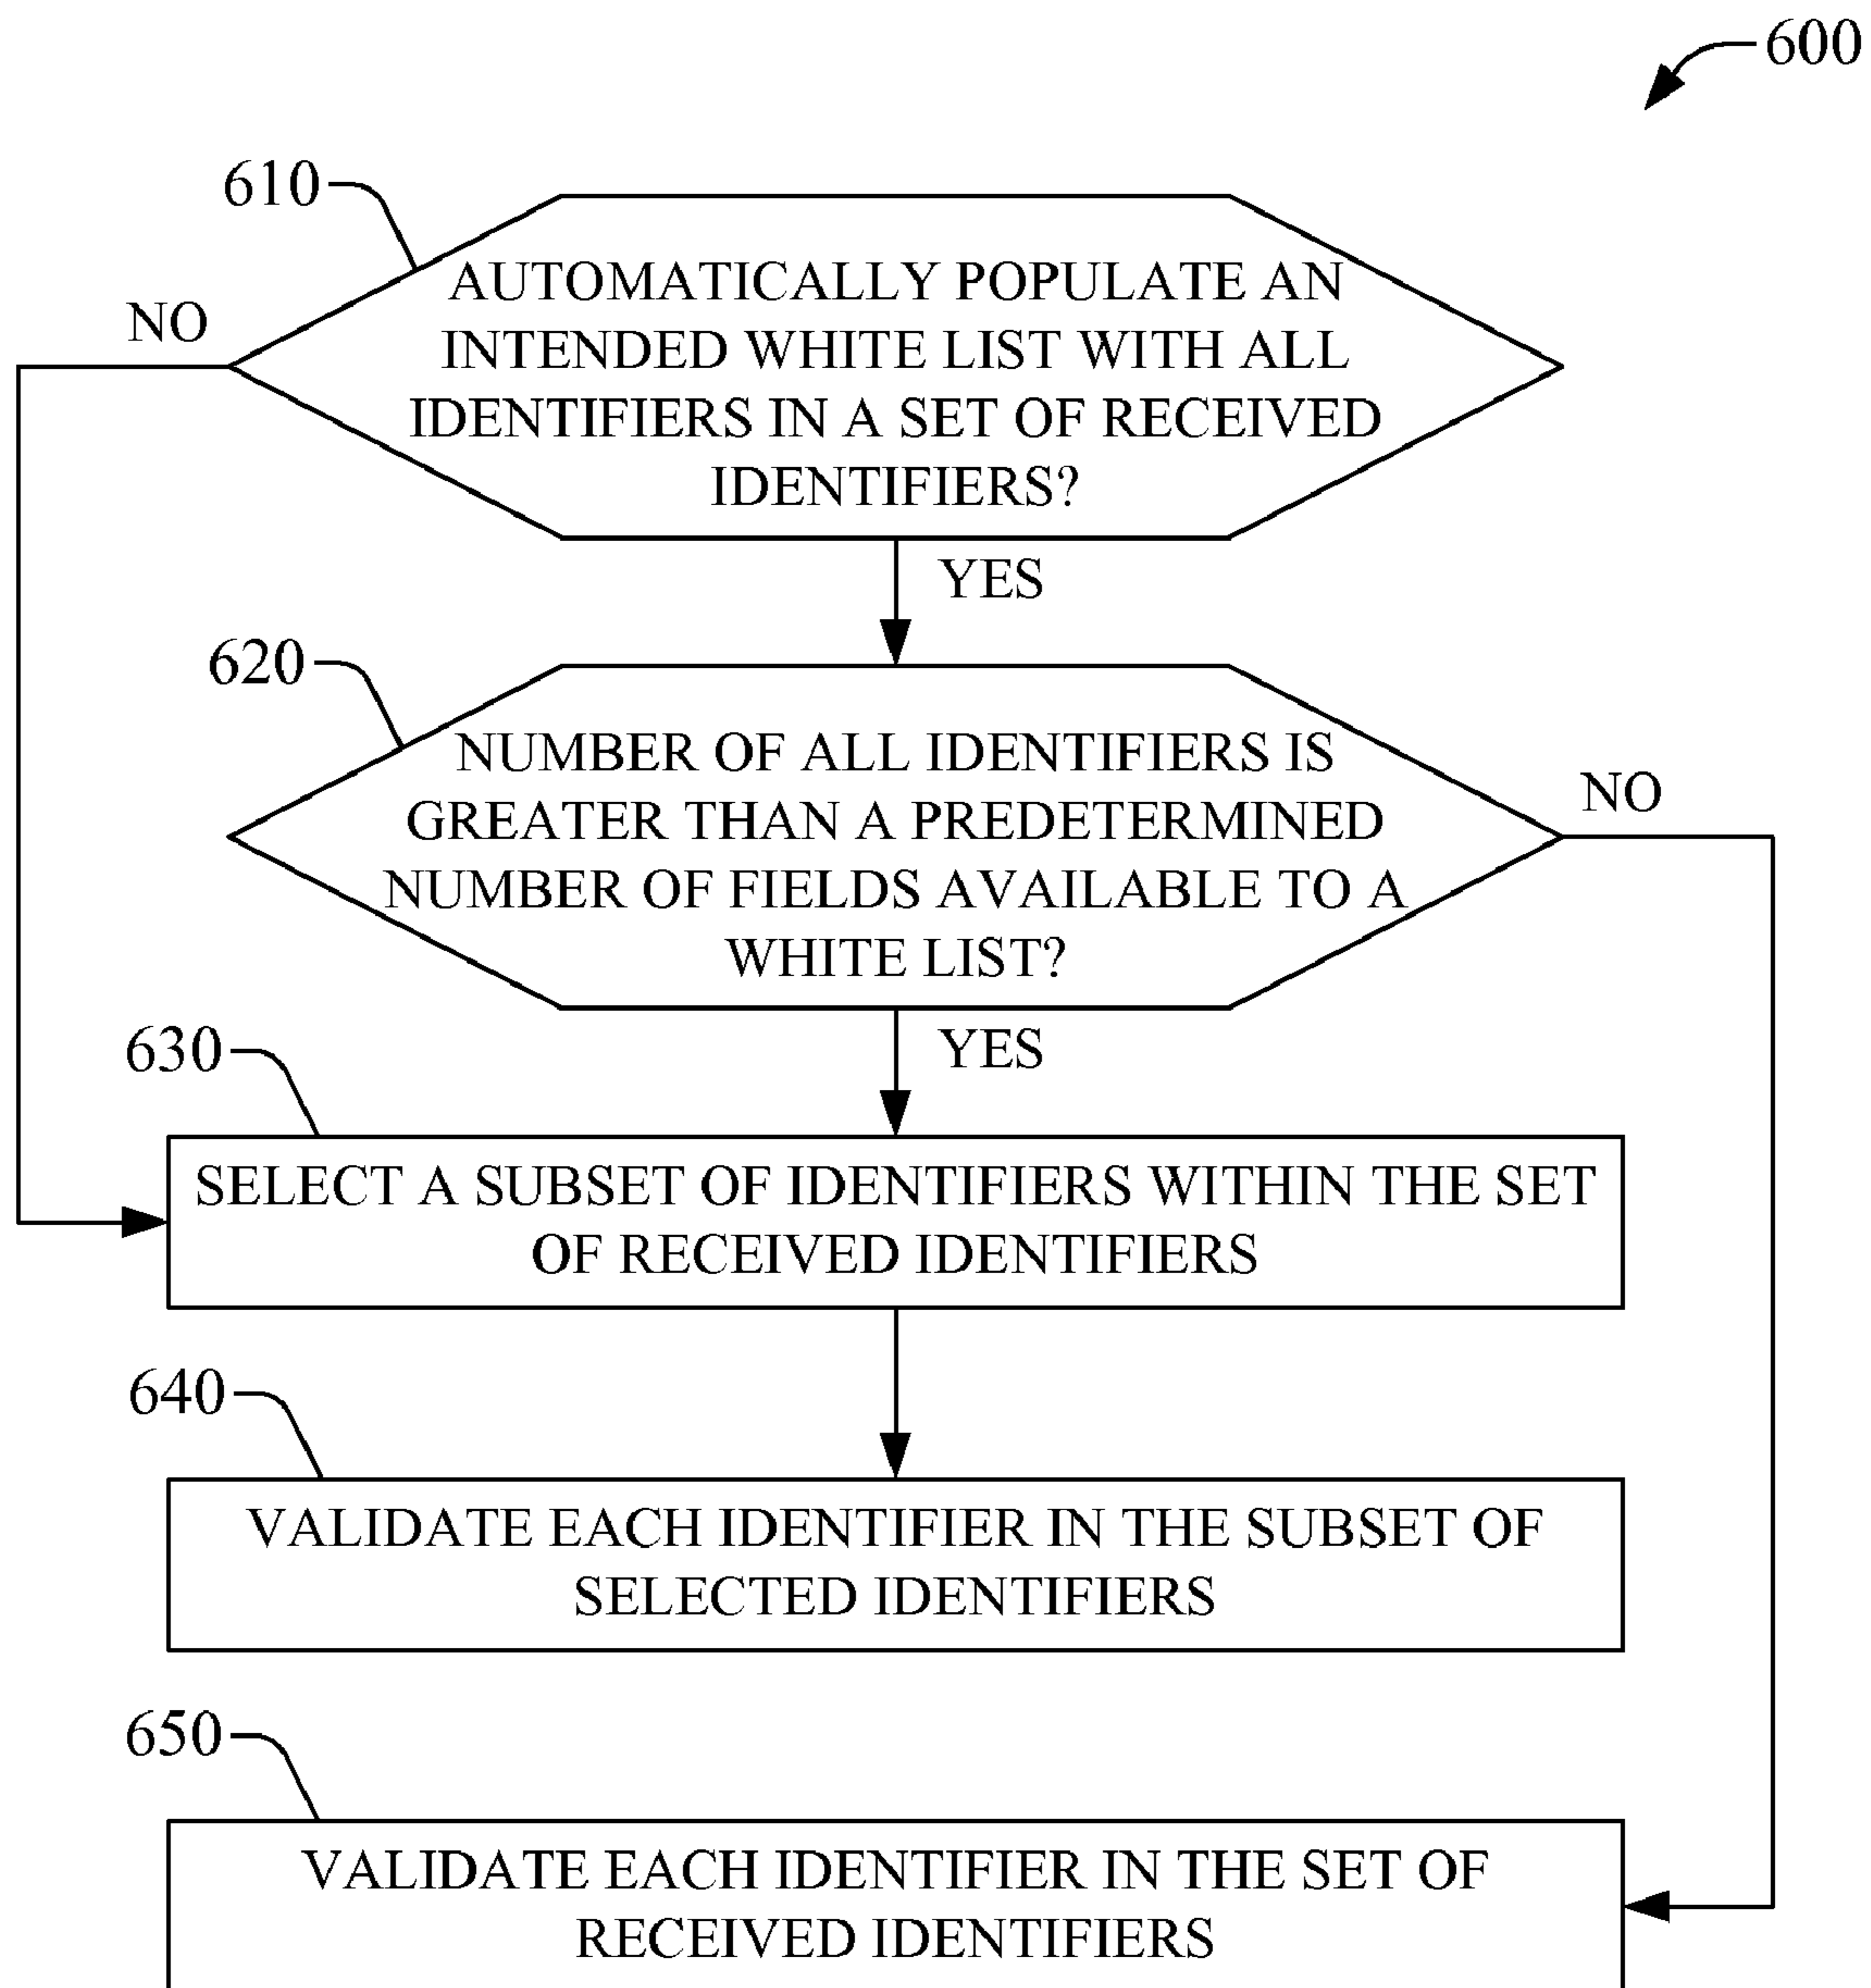 600
610
AUTOMATICALLY POPULATE AN
INTENDED WHITE LIST WITH ALL
IDENTIFIERS IN A SET OF RECEIVED
IDENTIFIERS?
NO
YES
620
NUMBER OF ALL IDENTIFIERS IS
GREATER THAN A PREDETERMINED
NUMBER OF FIELDS AVAILABLE TO A
WHITE LIST?
NO
YES
630
SELECT A SUBSET OF IDENTIFIERS WITHIN THE SET
OF RECEIVED IDENTIFIERS
640
VALIDATE EACH IDENTIFIER IN THE SUBSET OF
SELECTED IDENTIFIERS
650
VALIDATE EACH IDENTIFIER IN THE SET OF
RECEIVED IDENTIFIERS